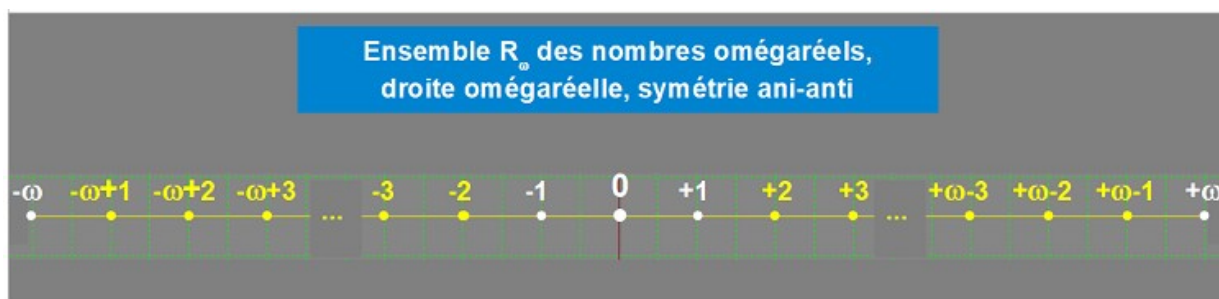 Ensemble Rω des nombres omégaréels,
droite omégaréelle, symétrie ani-anti
-ω -ω+1 -ω+2 -ω+3 ... -3 -2 -1 0 +1 +2 +3 ... +ω-3 +ω-2 +ω-1 +ω